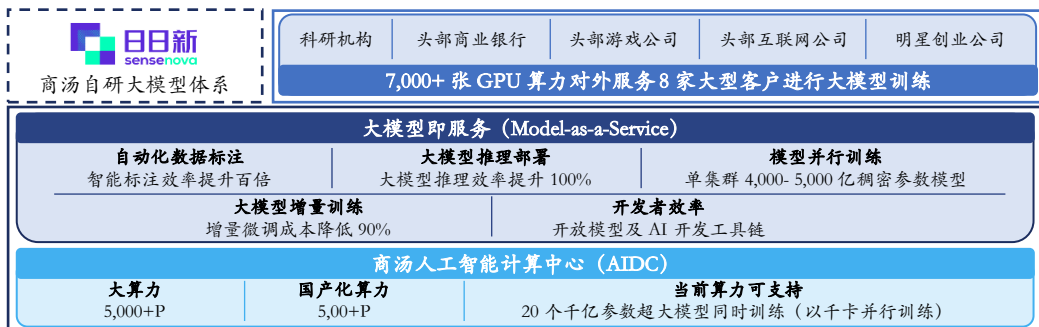 日日新
sensenova
商汤自研大模型体系
科研机构 头部商业银行 头部游戏公司 头部互联网公司 明星创业公司
7,000+ 张 GPU 算力对外服务 8 家大型客户进行大模型训练
大模型即服务（Model-as-a-Service）
自动化数据标注 大模型推理部署 模型并行训练
智能标注效率提升百倍 大模型推理效率提升 100% 单集群 4,000- 5,000 亿稠密参数模型
大模型增量训练 开发者效率
增量微调成本降低 90% 开放模型及 AI 开发工具链
商汤人工智能计算中心（AIDC）
大算力 国产化算力 当前算力可支持
5,000+P 5,00+P 20 个千亿参数超大模型同时训练（以千卡并行训练）